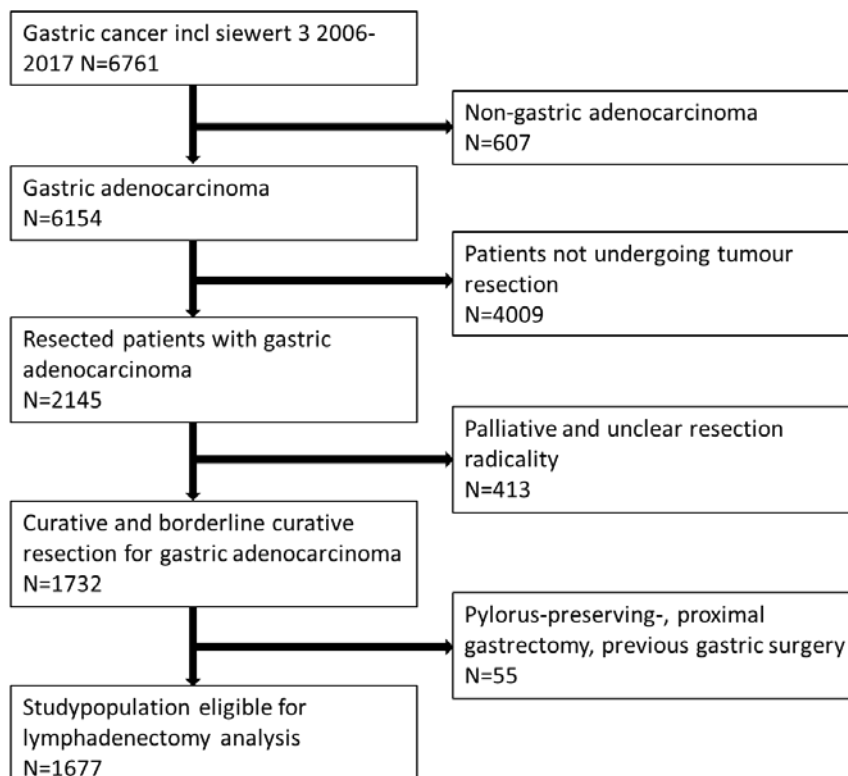 Gastric cancer incl siewert 3 2006-
2017 N=6761
Non-gastric adenocarcinoma
N=607
Gastric adenocarcinoma
N=6154
Patients not undergoing tumour
resection
N=4009
Resected patients with gastric
adenocarcinoma
N=2145
Palliative and unclear resection
radicality
N=413
Curative and borderline curative
resection for gastric adenocarcinoma
N=1732
Pylorus-preserving-, proximal
gastrectomy, previous gastric surgery
N=55
Studypopulation eligible for
lymphadenectomy analysis
N=1677